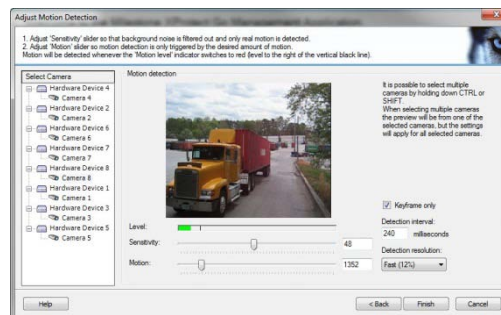 Adjust Motion Detection
1. Adjust 'Sensitivity' slider so that background noise is filtered out and only real motion is detected.
2. Adjust 'Motion' slider so motion detection is only triggered by the desired amount of motion.
Motion will be detected whenever the 'Motion level' indicator switches to red (level to the right of the vertical black line).
Select Camera
Hardware Device 4
Camera 4
Hardware Device 2
Camera 2
Hardware Device 6
Camera 6
Hardware Device 7
Camera 7
Hardware Device 8
Camera 8
Hardware Device 1
Camera 1
Hardware Device 3
Camera 3
Hardware Device 5
Camera 5
Motion detection
Level:
Sensitivity:
48
Motion:
1352
It is possible to select multiple
cameras by holding down CTRL or
SHIFT.
When selecting multiple cameras
the preview will be from one of the
selected cameras, but the settings
will apply for all selected cameras.
Keyframe only
Detection interval:
240 milliseconds
Detection resolution:
Fast (12%)
Help
< Back
Finish
Cancel